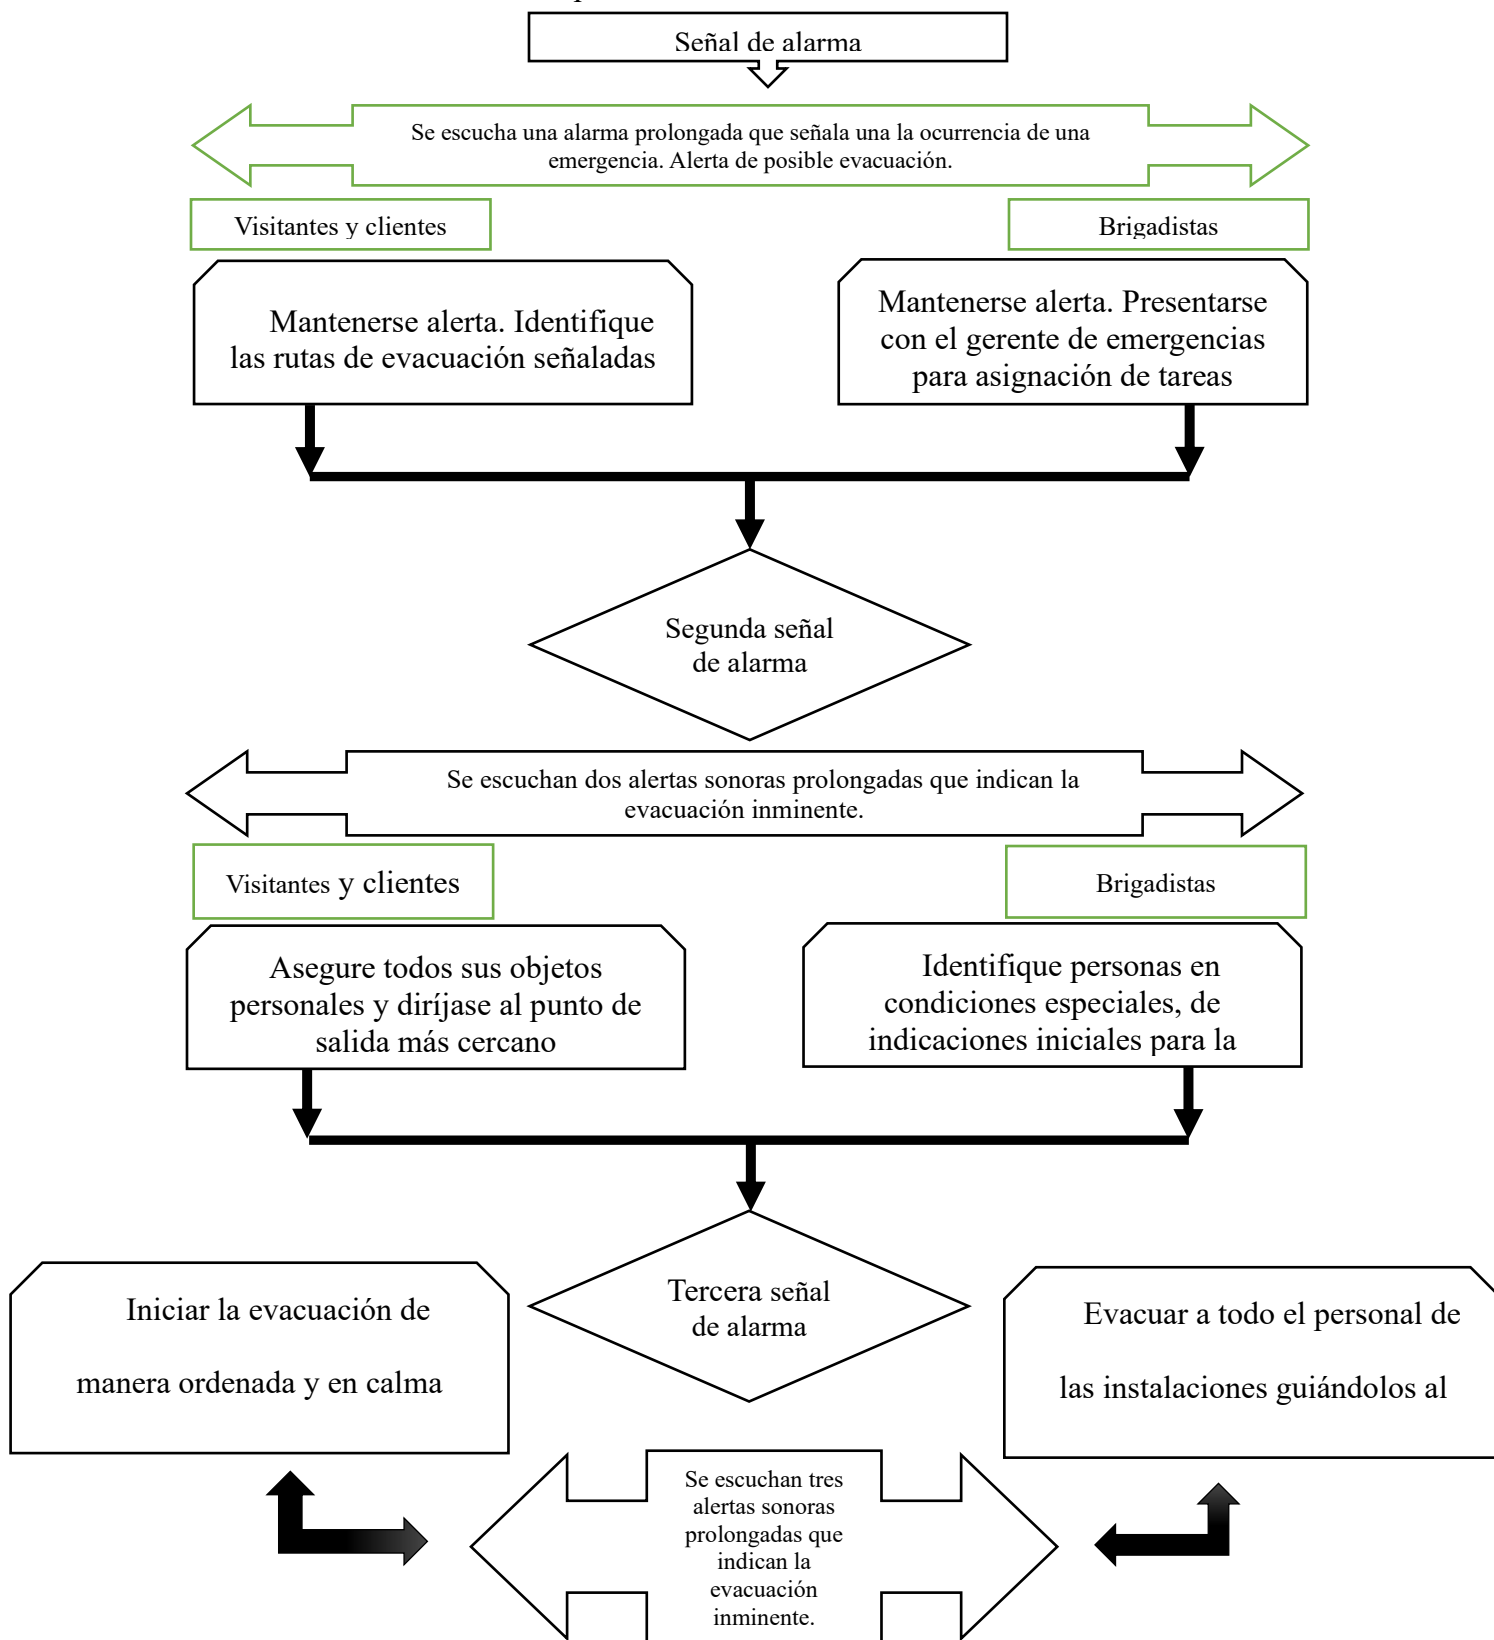 Señal de alarma
Se escucha una alarma prolongada que señala una la ocurrencia de una
emergencia. Alerta de posible evacuación.
Visitantes y clientes
Brigadistas
Mantenerse alerta. Identifique
las rutas de evacuación señaladas
Mantenerse alerta. Presentarse
con el gerente de emergencias
para asignación de tareas
Segunda señal
de alarma
Se escuchan dos alertas sonoras prolongadas que indican la
evacuación inminente.
Visitantes y clientes
Brigadistas
Asegure todos sus objetos
personales y diríjase al punto de
salida más cercano
Identifique personas en
condiciones especiales, de
indicaciones iniciales para la
Tercera señal
de alarma
Iniciar la evacuación de
manera ordenada y en calma
Evacuar a todo el personal de
las instalaciones guiándolos al
Se escuchan tres
alertas sonoras
prolongadas que
indican la
evacuación
inminente.